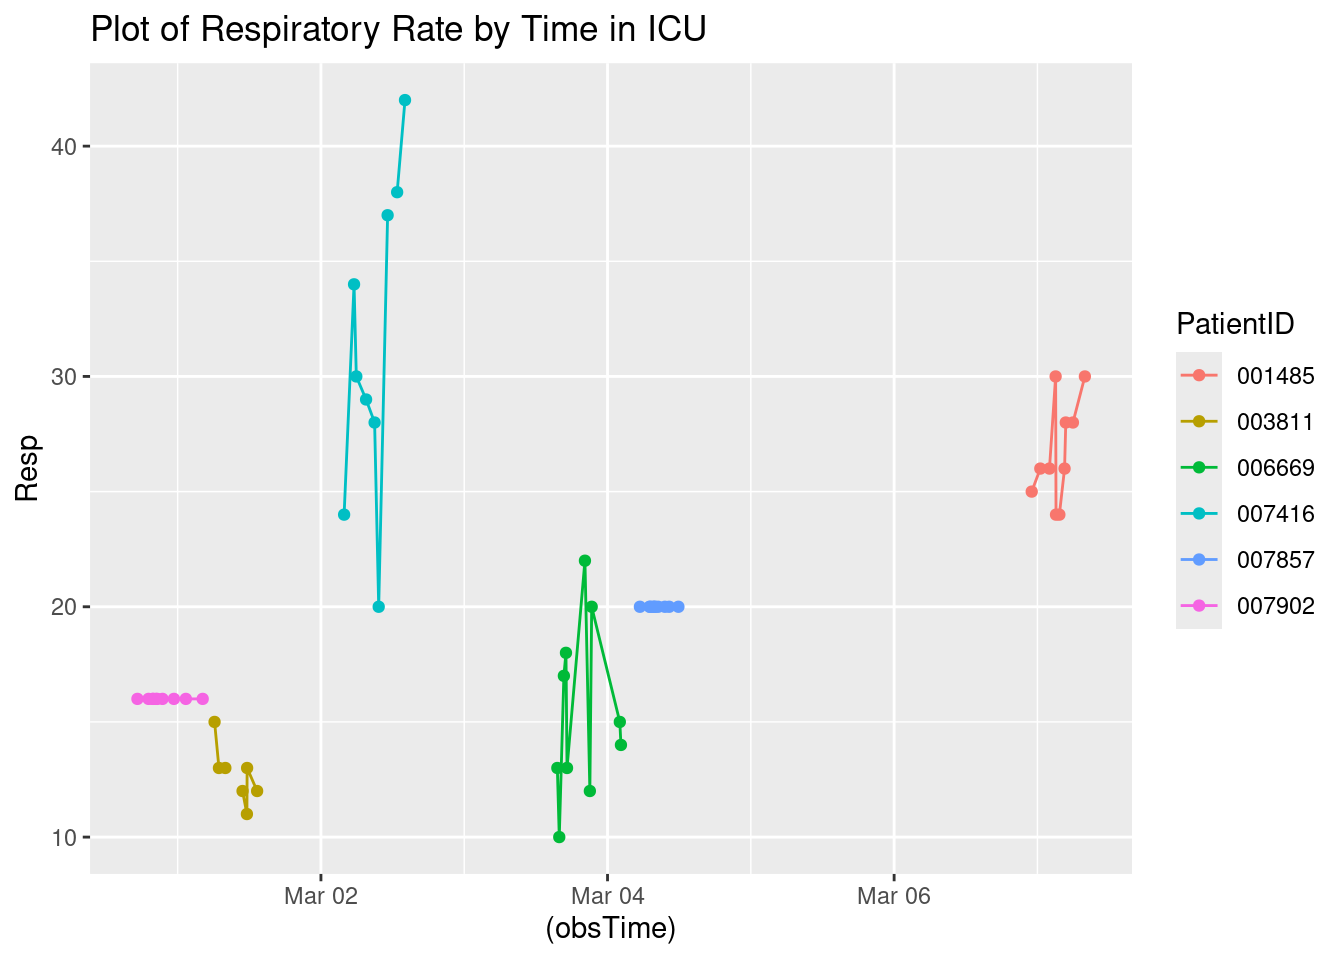 Plot of Respiratory Rate by Time in ICU
40
30
20
10
Resp
Mar 02
Mar 04
Mar 06
(obsTime)
PatientID
001485
003811
006669
007416
007857
007902